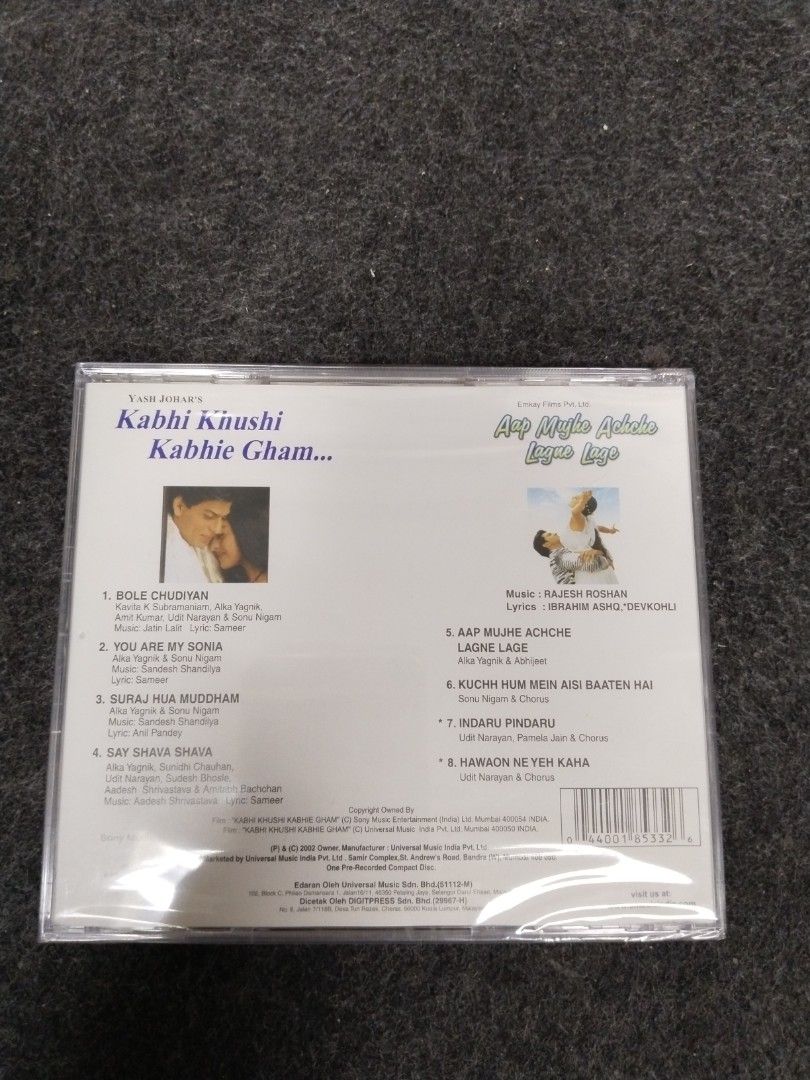 YASH JOHAR'S
Kabhi Khushi
Kabhie Gham...
1. BOLE CHUDIYAN
Kavita K Subramaniam, Alka Yagnik,
Amit Kumar, Udit Narayan & Sonu Nigam
Music: Jatin Lalit Lyric: Sameer
2. YOU ARE MY SONIA
Alka Yagnik & Sonu Nigam
Music: Sandesh Shandilya
Lyric: Sameer
3. SURAJ HUA MUDDHAM
Alka Yagnik & Sonu Nigam
Music: Sandesh Shandilya
Lyric: Anil Pandey
4. SAY SHAVA SHAVA
Alka Yagnik, Sunidhi Chauhan,
Udit Narayan, Sudesh Bhosle,
Aadesh Shrivastava & Amitabh Bachchan
Music: Aadesh Shrivastava Lyric: Sameer
Emkay Films Pvt. Ltd.
Aap Mujhe Achche
Lagne Lage
Music : RAJESH ROSHAN
Lyrics : IBRAHIM ASHQ,*DEVKOHLI
5. AAP MUJHE ACHCHE
LAGNE LAGE
Alka Yagnik & Abhijeet
6. KUCHH HUM MEIN AISI BAATEN HAI
Sonu Nigam & Chorus
* 7. INDARU PINDARU
Udit Narayan, Pamela Jain & Chorus
* 8. HAWAON NE YEH KAHA
Udit Narayan & Chorus
Copyright Owned By
Film : "KABHI KHUSHI KABHIE GHAM" (C) Sony Music Entertainment (India) Ltd. Mumbai 400054 INDIA.
Film : "KABHI KHUSHI KABHIE GHAM" (C) Universal Music India Pvt Ltd. Mumbai 400050 INDIA.
Sony
(P) & (C) 2002 Owner, Manufacturer : Universal Music India Pvt. Ltd.
Marketed by Universal Music India Pvt. Ltd . Samir Complex,St. Andrew's Road, Bandra (W), Mumbai
One Pre-Recorded Compact Disc.
Edaran Oleh Universal Music Sdn. Bhd.(51112-M)
Dicetak Oleh DIGITPRESS Sdn. Bhd (29967-H)
0 44001 85332 6
visit us at: